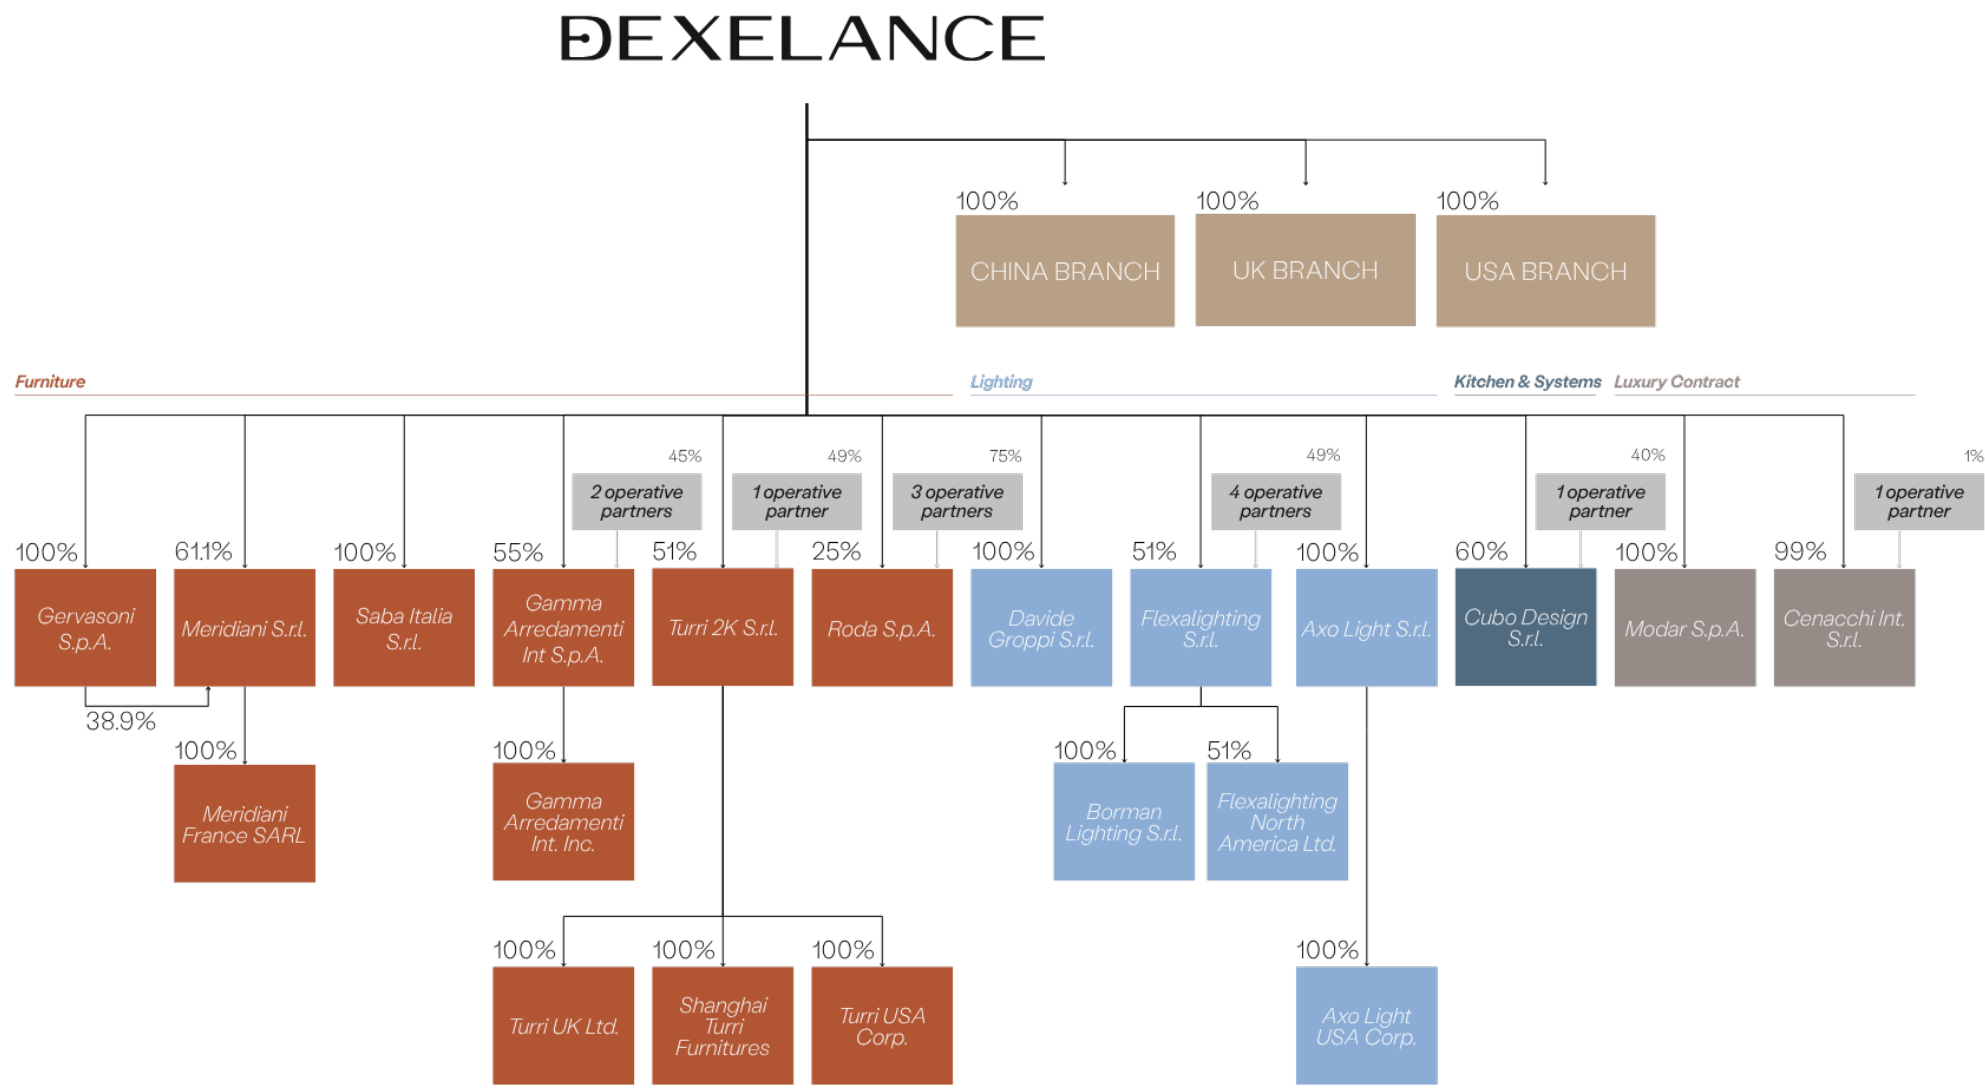 DEXELANCE
100%
100%
100%
CHINA BRANCH
UK BRANCH
USA BRANCH
Furniture
Lighting
Kitchen & Systems
Luxury Contract
45%
49%
75%
49%
40%
1%
2 operative
partners
1 operative
partner
3 operative
partners
4 operative
partners
1 operative
partner
1 operative
partner
100%
61.1%
100%
55%
51%
25%
100%
51%
100%
60%
100%
99%
Gervasoni
S.p.A.
Meridiani S.r.l.
Saba Italia
S.r.l.
Gamma
Arredamenti
Int S.p.A.
Turri 2K S.r.l.
Roda S.p.A.
Davide
Groppi S.r.l.
Flexalighting
S.r.l.
Axo Light S.r.l.
Cubo Design
S.r.l.
Modar S.p.A.
Cenacchi Int.
S.r.l.
38.9%
100%
100%
100%
51%
Meridiani
France SARL
Gamma
Arredamenti
Int. Inc.
Borman
Lighting S.r.l.
Flexalighting
North
America Ltd.
100%
100%
100%
100%
Turri UK Ltd.
Shanghai
Turri
Furnitures
Turri USA
Corp.
Axo Light
USA Corp.